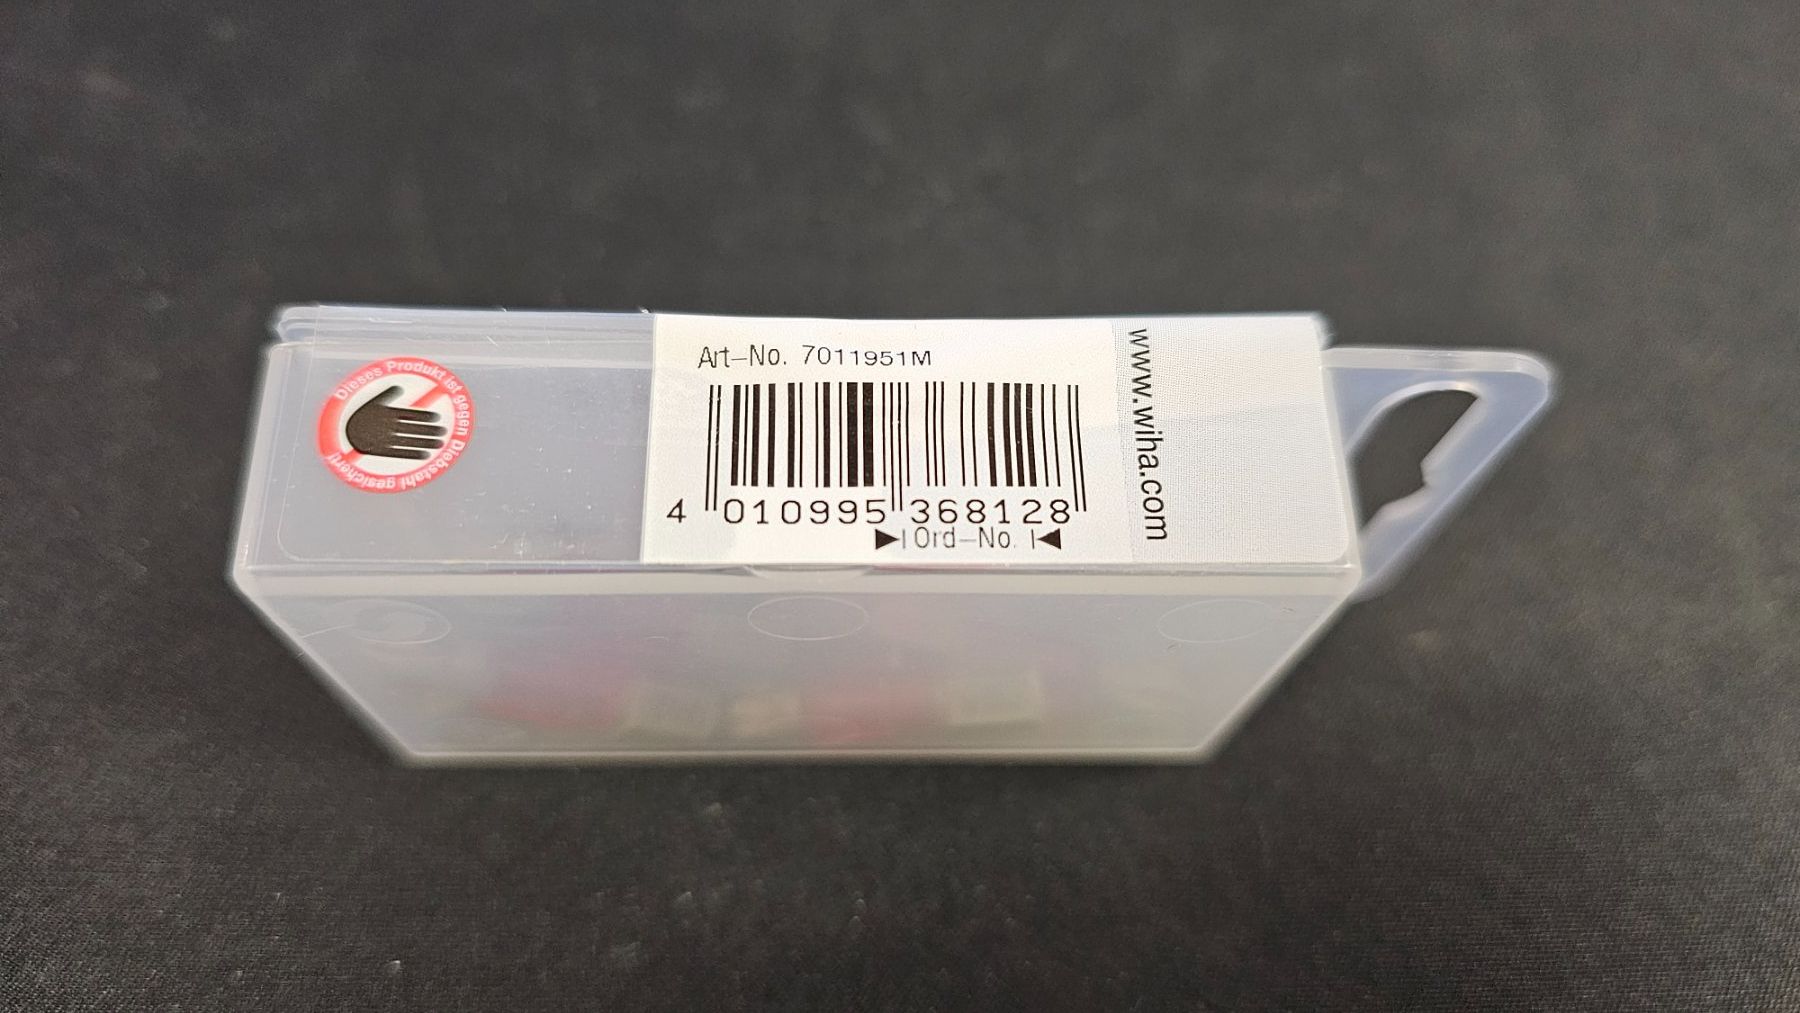 Dieses Produkt ist gegen Diebstahl gesichert!
Art-No. 7011951M
4 010995 368128
Ord-No.
www.wiha.com